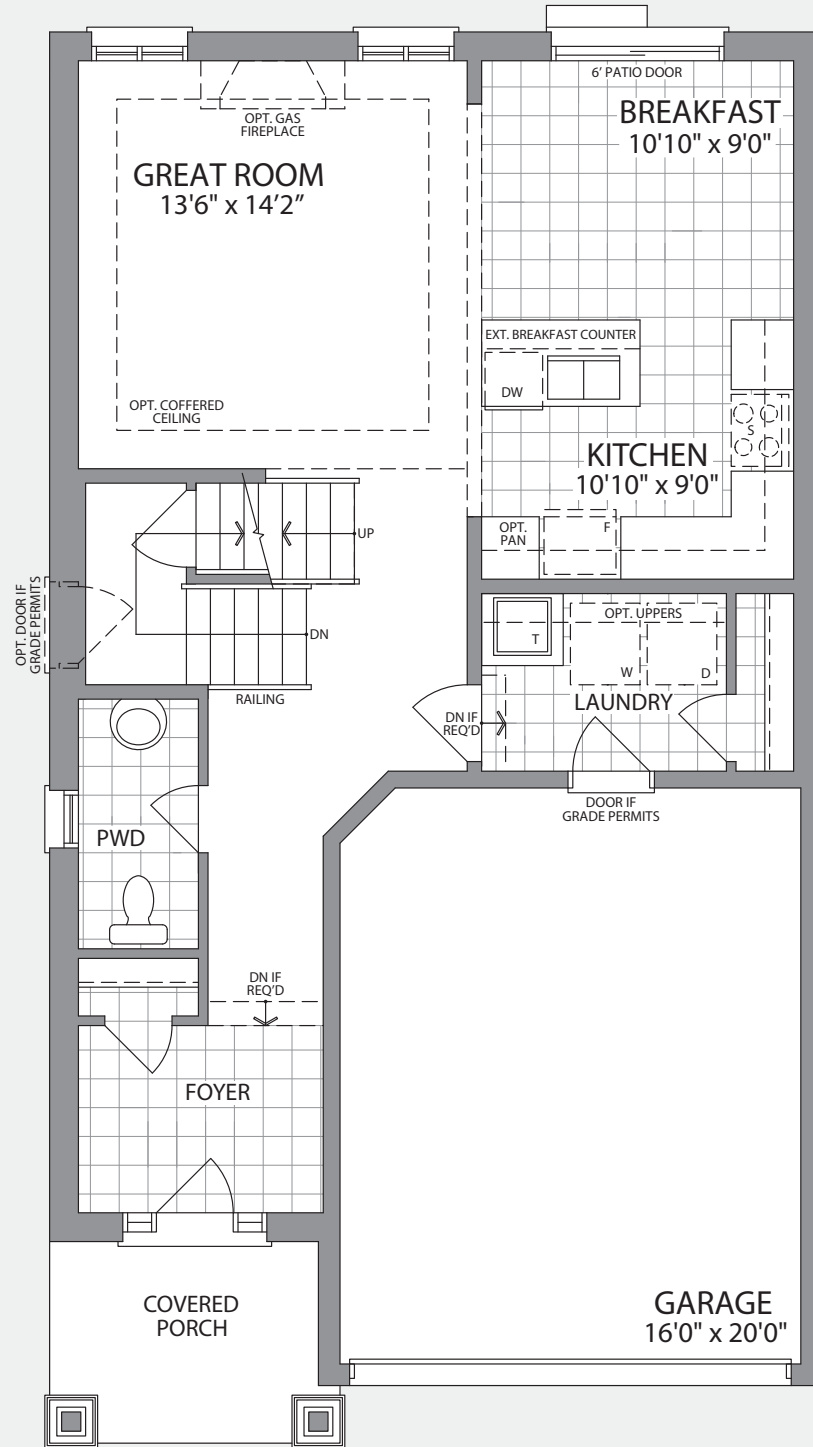 6' PATIO DOOR
BREAKFAST
10'10" x 9'0"
OPT. GAS
FIREPLACE
GREAT ROOM
13'6" x 14’2”
EXT. BREAKFAST COUNTER
DW
OPT. COFFERED
CEILING
S
KITCHEN
10'10" x 9'0"
OPT.
PAN
F
UP
OPT. DOOR IF
GRADE PERMITS
DN
RAILING
OPT. UPPERS
T
W
D
LAUNDRY
DN IF
REQ'D
DOOR IF
GRADE PERMITS
PWD
DN IF
REQ’D
FOYER
COVERED
PORCH
GARAGE
16'0" x 20'0"